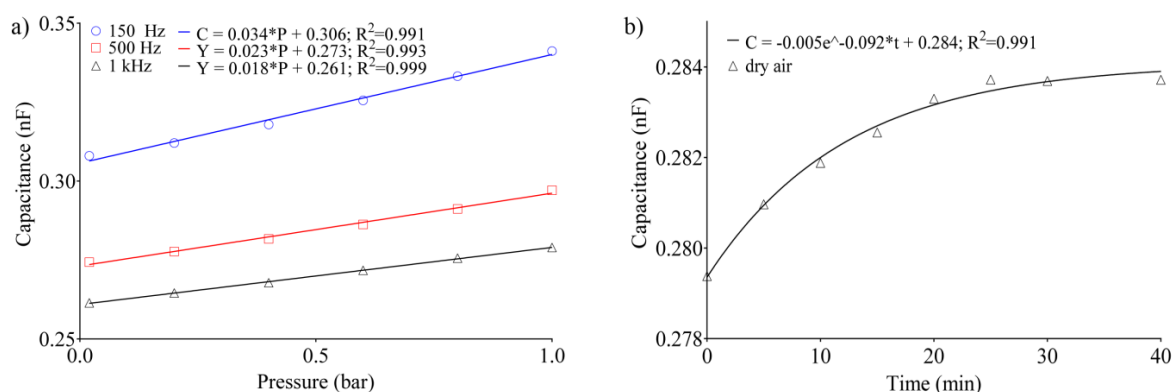 a)
150 Hz C = 0.034*P + 0.306; R²=0.991
500 Hz Y = 0.023*P + 0.273; R²=0.993
1 kHz Y = 0.018*P + 0.261; R²=0.999
0.35
0.30
0.25
Capacitance (nF)
0.0 0.5 1.0
Pressure (bar)
b)
C = -0.005e^-0.092*t + 0.284; R²=0.991
dry air
0.284
0.282
0.280
0.278
Capacitance (nF)
0 10 20 30 40
Time (min)